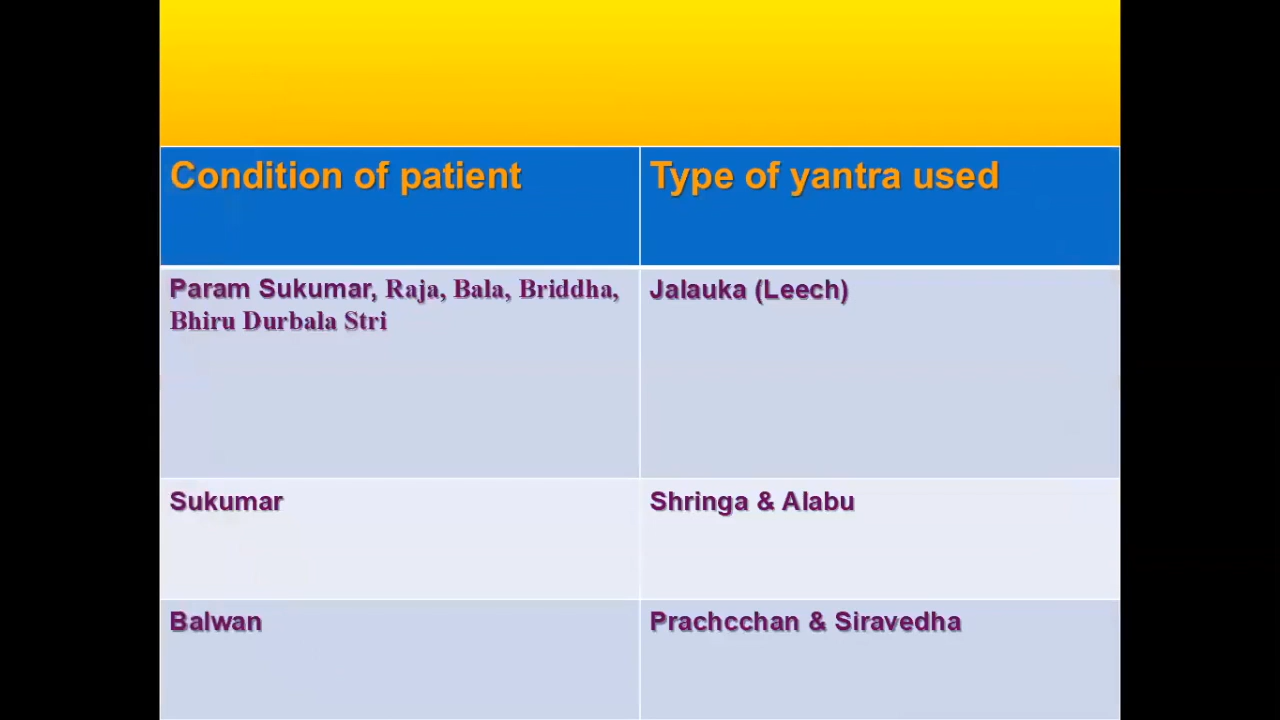 Condition of patient
Type of yantra used
Param Sukumar, Raja, Bala, Briddha,
Bhiru Durbala Stri
Jalauka (Leech)
Sukumar
Shringa & Alabu
Balwan
Prachcchan & Siravedha